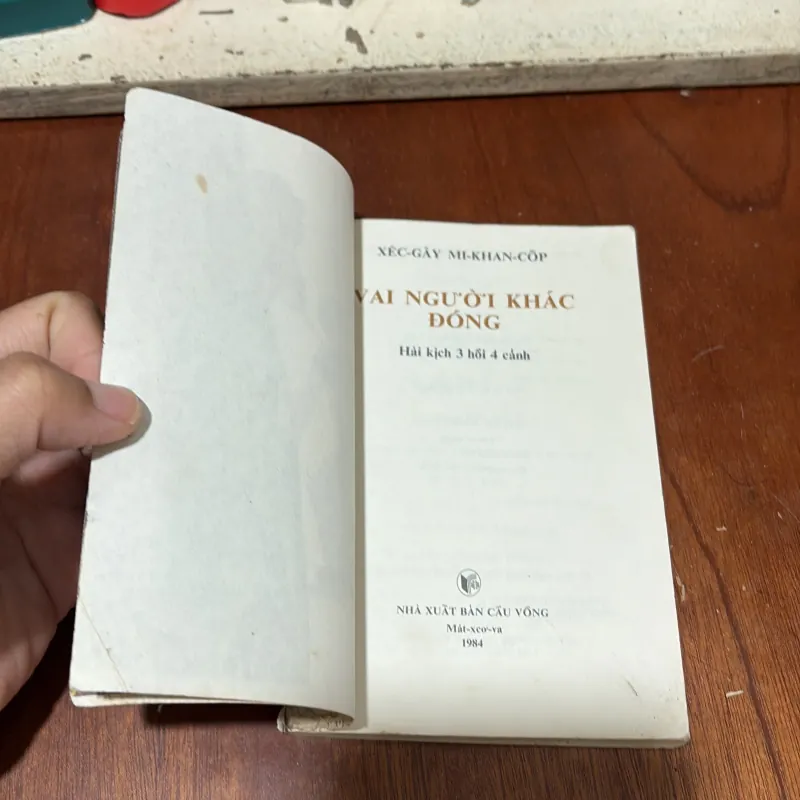 XÉC-GÂY MI-KHAN-CỐP
VAI NGƯỜI KHÁC
ĐÓNG
Hài kịch 3 hồi 4 cảnh
NHÀ XUẤT BẢN CẦU VỒNG
Mát-xcơ-va
1984